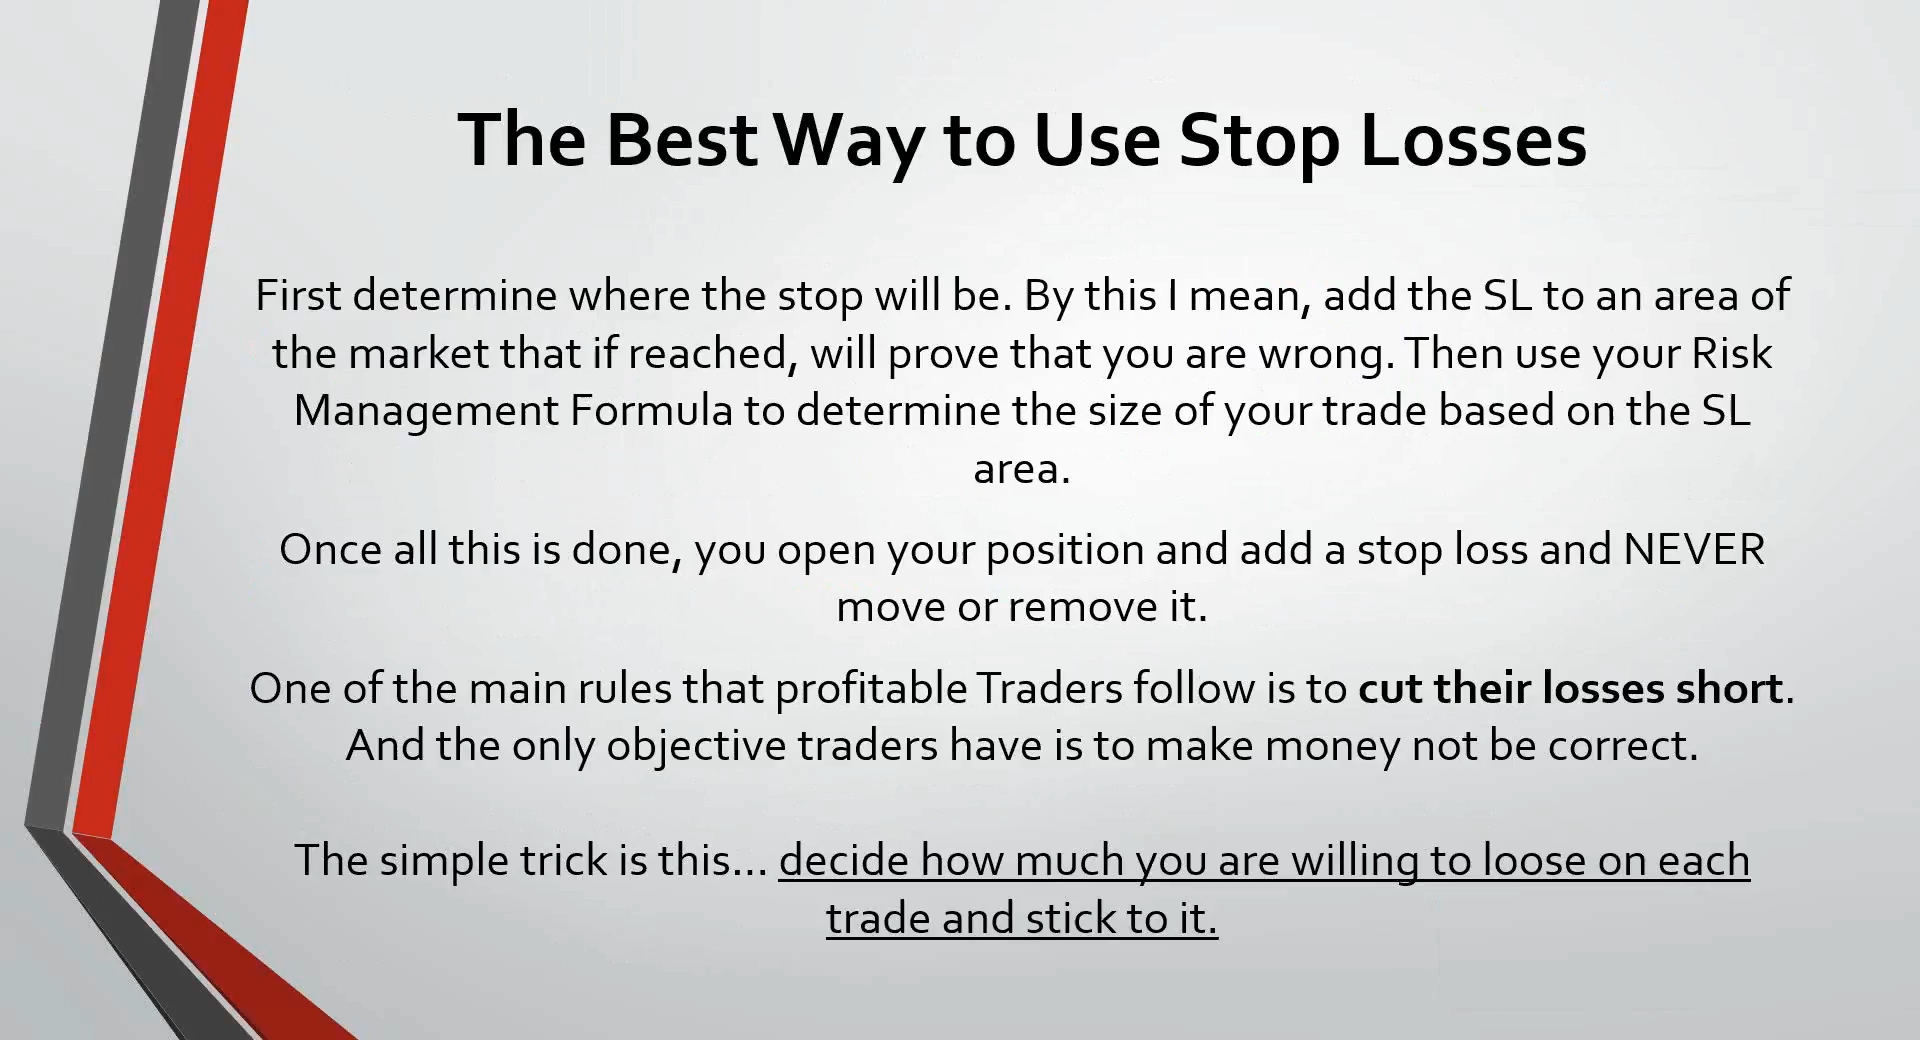 The Best Way to Use Stop Losses
First determine where the stop will be. By this I mean, add the SL to an area of
the market that if reached, will prove that you are wrong. Then use your Risk
Management Formula to determine the size of your trade based on the SL
area.
Once all this is done, you open your position and add a stop loss and NEVER
move or remove it.
One of the main rules that profitable Traders follow is to cut their losses short.
And the only objective traders have is to make money not be correct.
The simple trick is this... decide how much you are willing to loose on each
trade and stick to it.